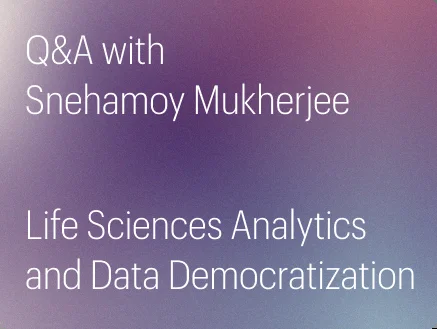 Q&A with
Snehamoy Mukherjee
Life Sciences Analytics
and Data Democratization